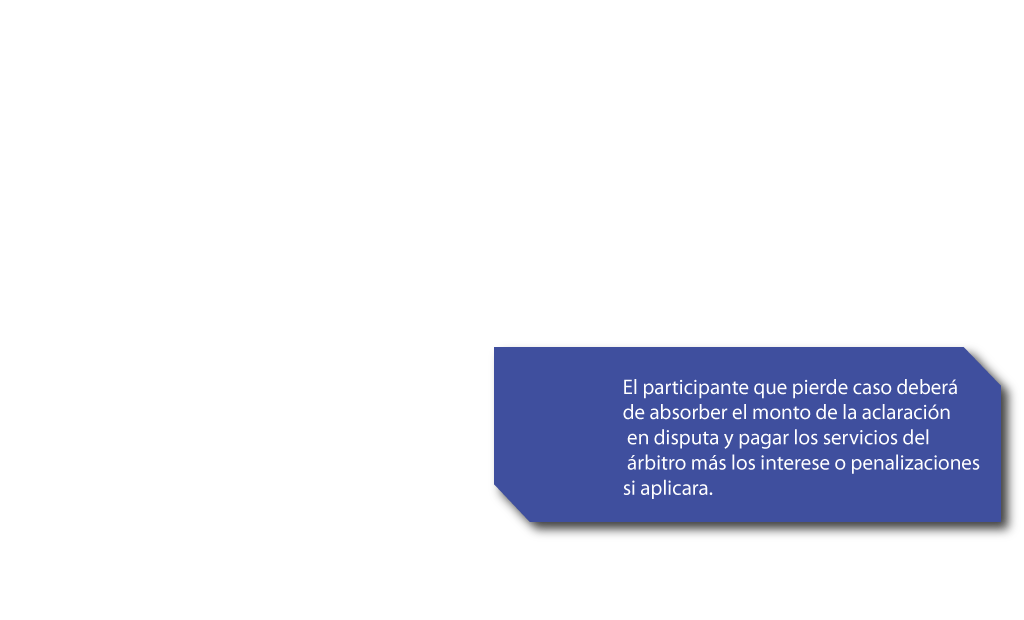 El participante que pierde caso deberá
de absorber el monto de la aclaración
en disputa y pagar los servicios del
árbitro más los interese o penalizaciones
si aplicara.